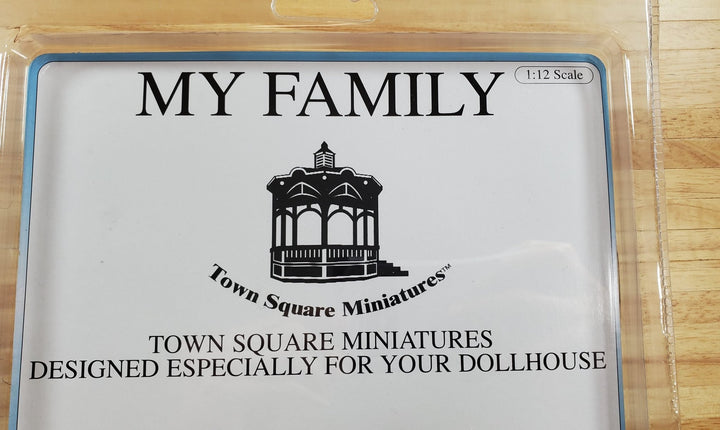 MY FAMILY
1:12 Scale
Town Square Miniatures™
TOWN SQUARE MINIATURES
DESIGNED ESPECIALLY FOR YOUR DOLLHOUSE